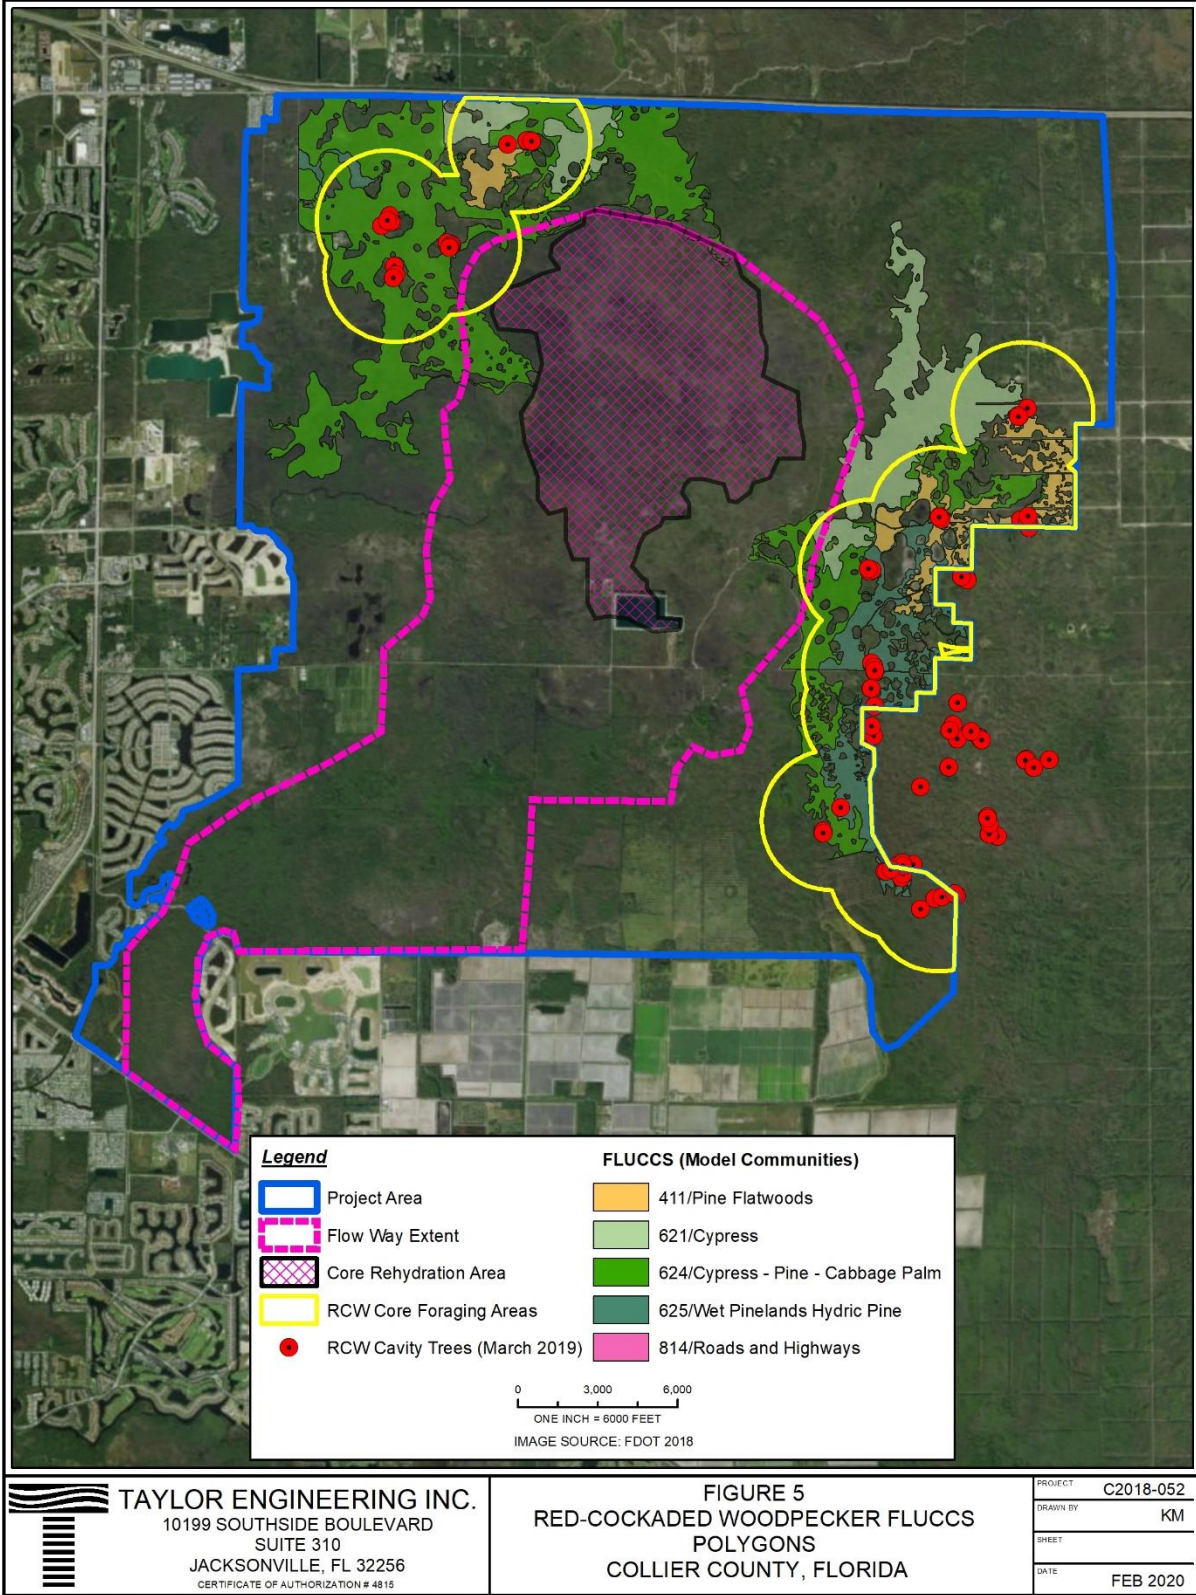 Legend
Project Area
Flow Way Extent
Core Rehydration Area
RCW Core Foraging Areas
RCW Cavity Trees (March 2019)
FLUCCS (Model Communities)
411/Pine Flatwoods
621/Cypress
624/Cypress - Pine - Cabbage Palm
625/Wet Pinelands Hydric Pine
814/Roads and Highways
0 3,000 6,000
ONE INCH = 6000 FEET
IMAGE SOURCE: FDOT 2018
TAYLOR ENGINEERING INC.
10199 SOUTHSIDE BOULEVARD
SUITE 310
JACKSONVILLE, FL 32256
CERTIFICATE OF AUTHORIZATION # 4815
FIGURE 5
RED-COCKADED WOODPECKER FLUCCS
POLYGONS
COLLIER COUNTY, FLORIDA
PROJECT C2018-052
DRAWN BY KM
SHEET
DATE FEB 2020